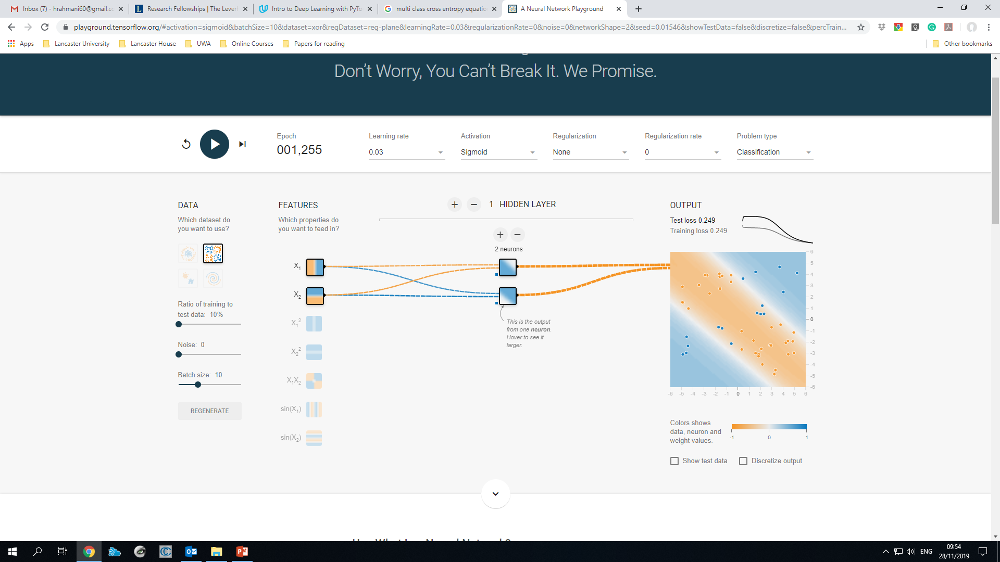 Inbox (7) - hrahmani60@gmail.cc
Research Fellowships | The Lever
Intro to Deep Learning with PyTo
multi class cross entropy equatio
A Neural Network Playground
playground.tensorflow.org/#activation=sigmoid&batchSize=10&dataset=xor&regDataset=reg-plane&learningRate=0.03&regularizationRate=0&noise=0&networkShape=2&seed=0.01546&showTestData=false&discretize=false&percTrain...
Apps
Lancaster University
Lancaster House
UWA
Online Courses
Papers for reading
Other bookmarks
Don't Worry, You Can't Break It. We Promise.
Epoch
001,255
Learning rate
0.03
Activation
Sigmoid
Regularization
None
Regularization rate
0
Problem type
Classification
DATA
Which dataset do
you want to use?
Ratio of training to
test data: 10%
Noise: 0
Batch size: 10
REGENERATE
FEATURES
Which properties do
you want to feed in?
X1
X2
X1²
X2²
X1X2
sin(X1)
sin(X2)
+ − 1 HIDDEN LAYER
+ −
2 neurons
This is the output
from one neuron.
Hover to see it
larger.
OUTPUT
Test loss 0.249
Training loss 0.249
6
5
4
3
2
1
0
-1
-2
-3
-4
-5
-6
-6 -5 -4 -3 -2 -1 0 1 2 3 4 5 6
Colors shows
data, neuron and
weight values.
-1 0 1
Show test data
Discretize output
ENG
09:54
28/11/2019